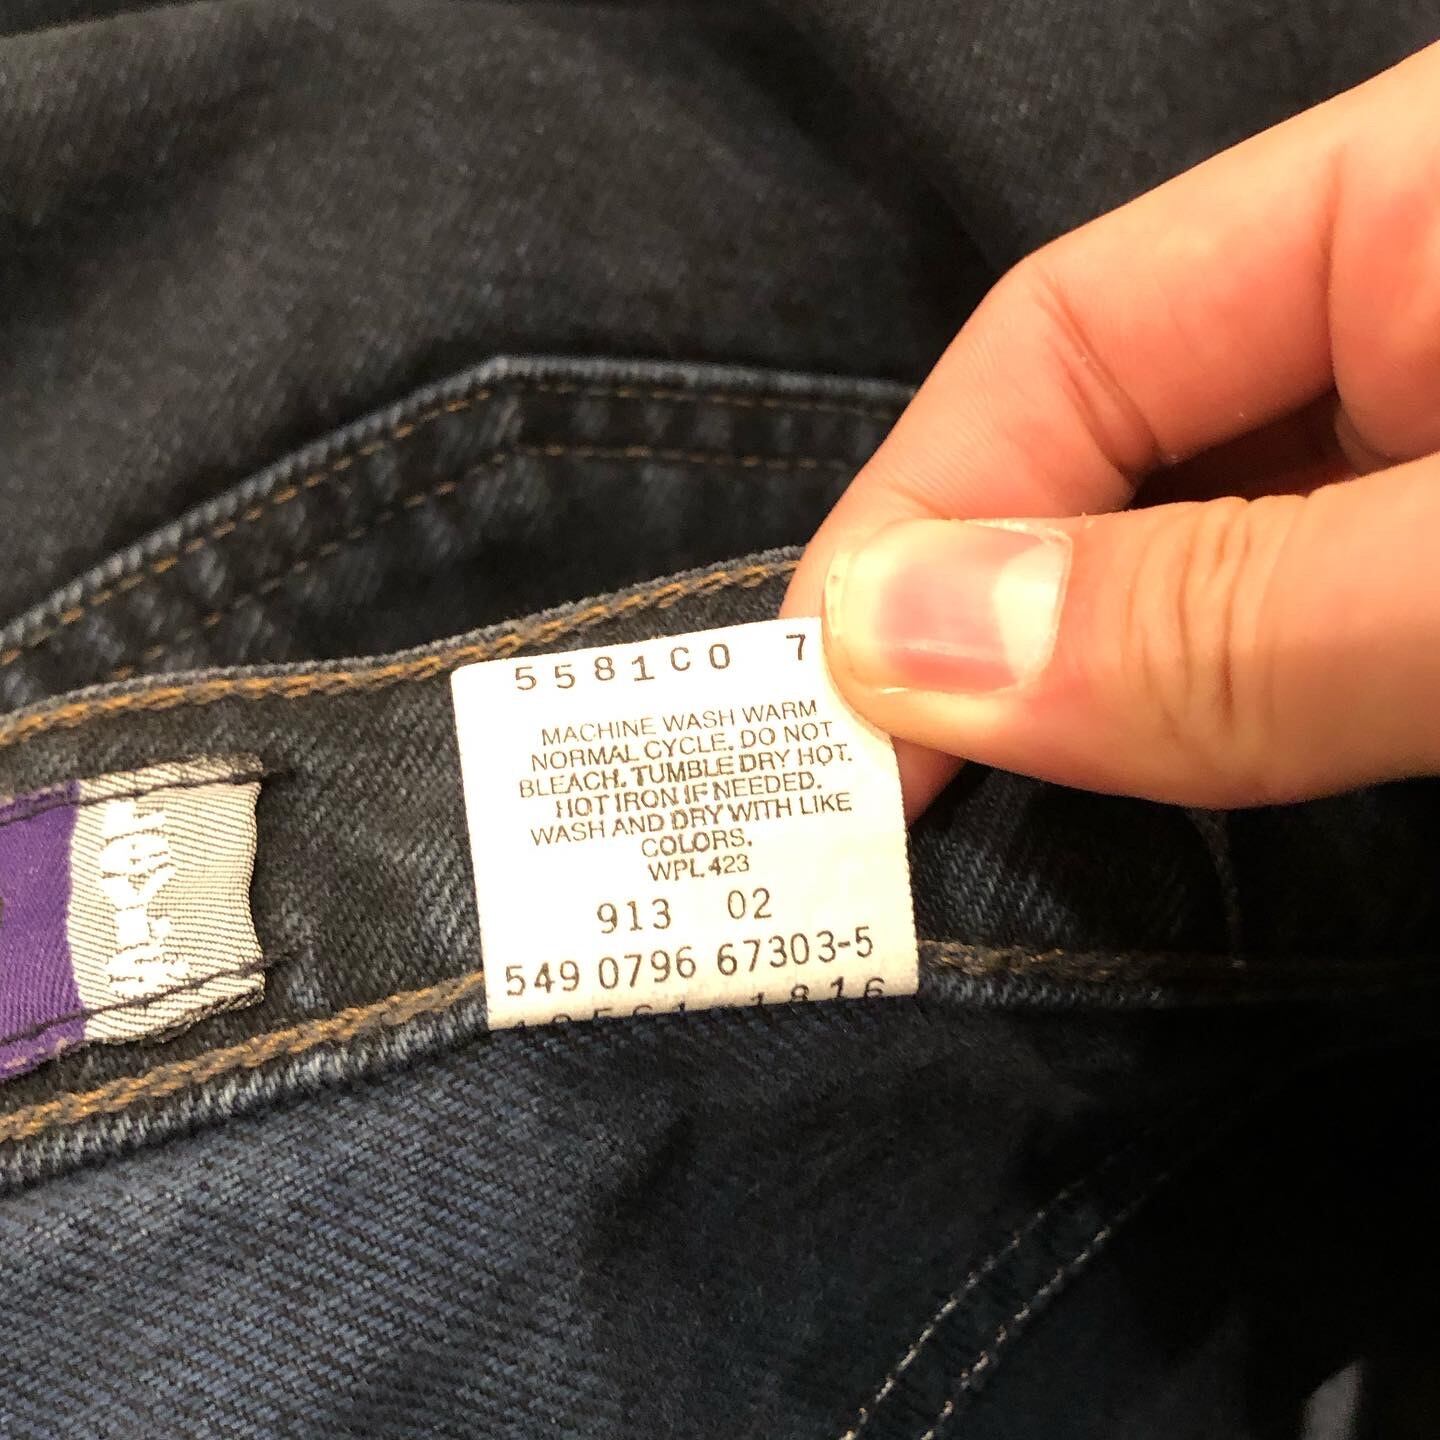 5581C0 7
MACHINE WASH WARM
NORMAL CYCLE. DO NOT
BLEACH. TUMBLE DRY HOT.
HOT IRON IF NEEDED.
WASH AND DRY WITH LIKE
COLORS.
WPL 423
913 02
549 0796 67303-5
1816